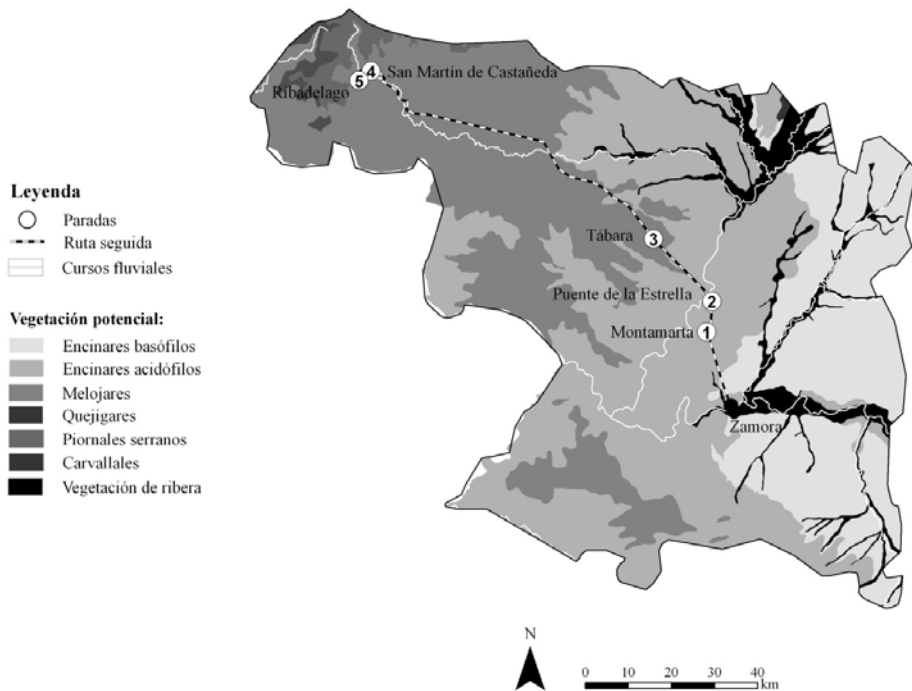 4
San Martín de Castañeda
5
Ribadelago
Leyenda
Paradas
Ruta seguida
Cursos fluviales
Tábara
3
Puente de la Estrella
2
Montamarta
1
Vegetación potencial:
Encinares basófilos
Encinares acidófilos
Melojares
Quejigares
Piornales serranos
Carvallales
Vegetación de ribera
Zamora
N
0 10 20 30 40
km